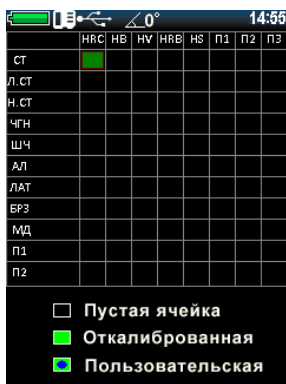 0° 14:55
HRC HB HV HRB HS П1 П2 П3
СТ
Л.СТ
Н.СТ
ЧГН
ШЧ
АЛ
ЛАТ
БРЗ
МД
П1
П2
Пустая ячейка
Откалиброванная
Пользовательская